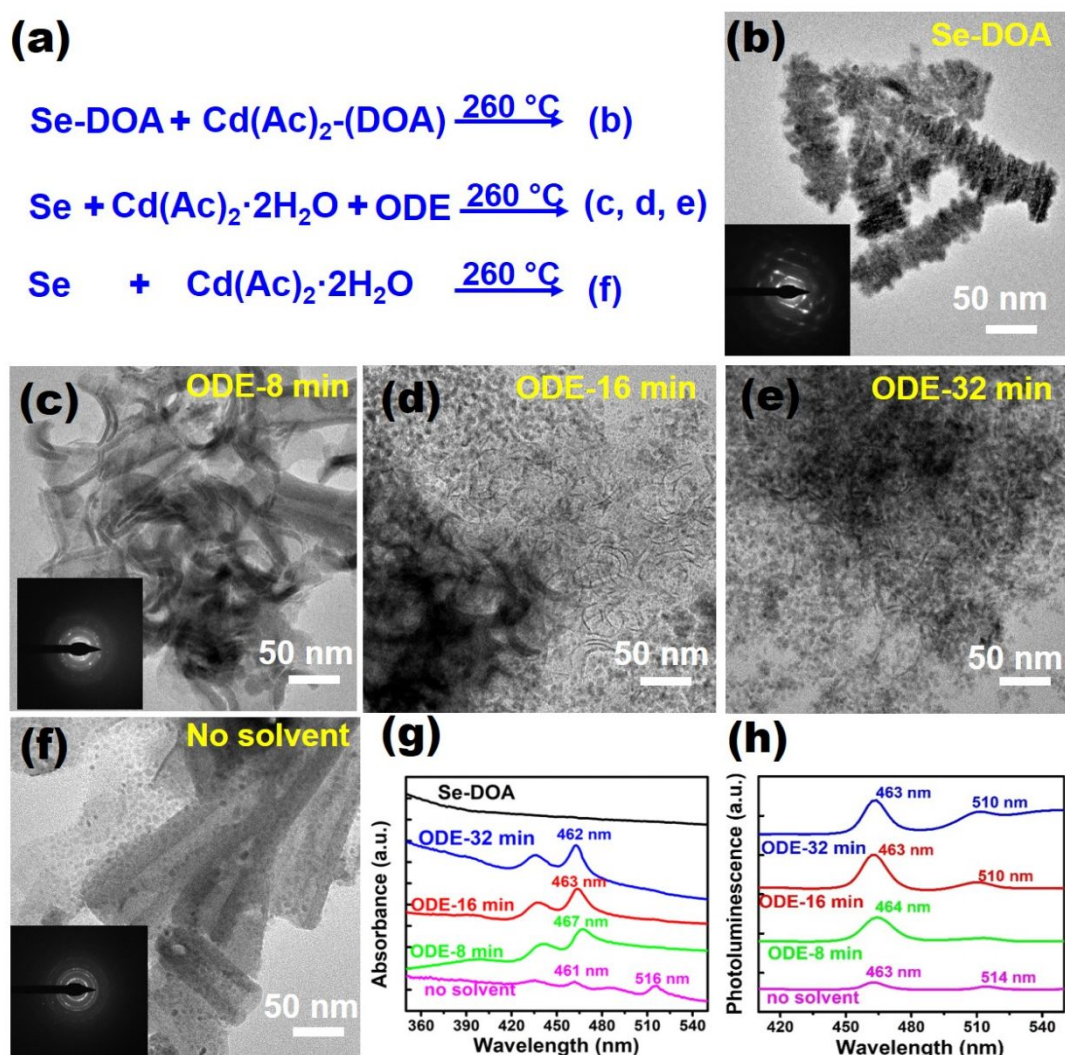 (a)
Se-DOA + Cd(Ac)₂-(DOA) 260 °C (b)
Se + Cd(Ac)₂·2H₂O + ODE 260 °C (c, d, e)
Se + Cd(Ac)₂·2H₂O 260 °C (f)
(b) Se-DOA
50 nm
(c) ODE-8 min
50 nm
(d) ODE-16 min
50 nm
(e) ODE-32 min
50 nm
(f) No solvent
50 nm
(g)
Absorbance (a.u.)
Se-DOA
ODE-32 min 462 nm
ODE-16 min 463 nm
ODE-8 min 467 nm
no solvent 461 nm 516 nm
360 390 420 450 480 510 540
Wavelength (nm)
(h)
Photoluminescence (a.u.)
463 nm 510 nm
ODE-32 min
463 nm 510 nm
ODE-16 min
464 nm
ODE-8 min
463 nm 514 nm
no solvent
420 450 480 510 540
Wavelength (nm)